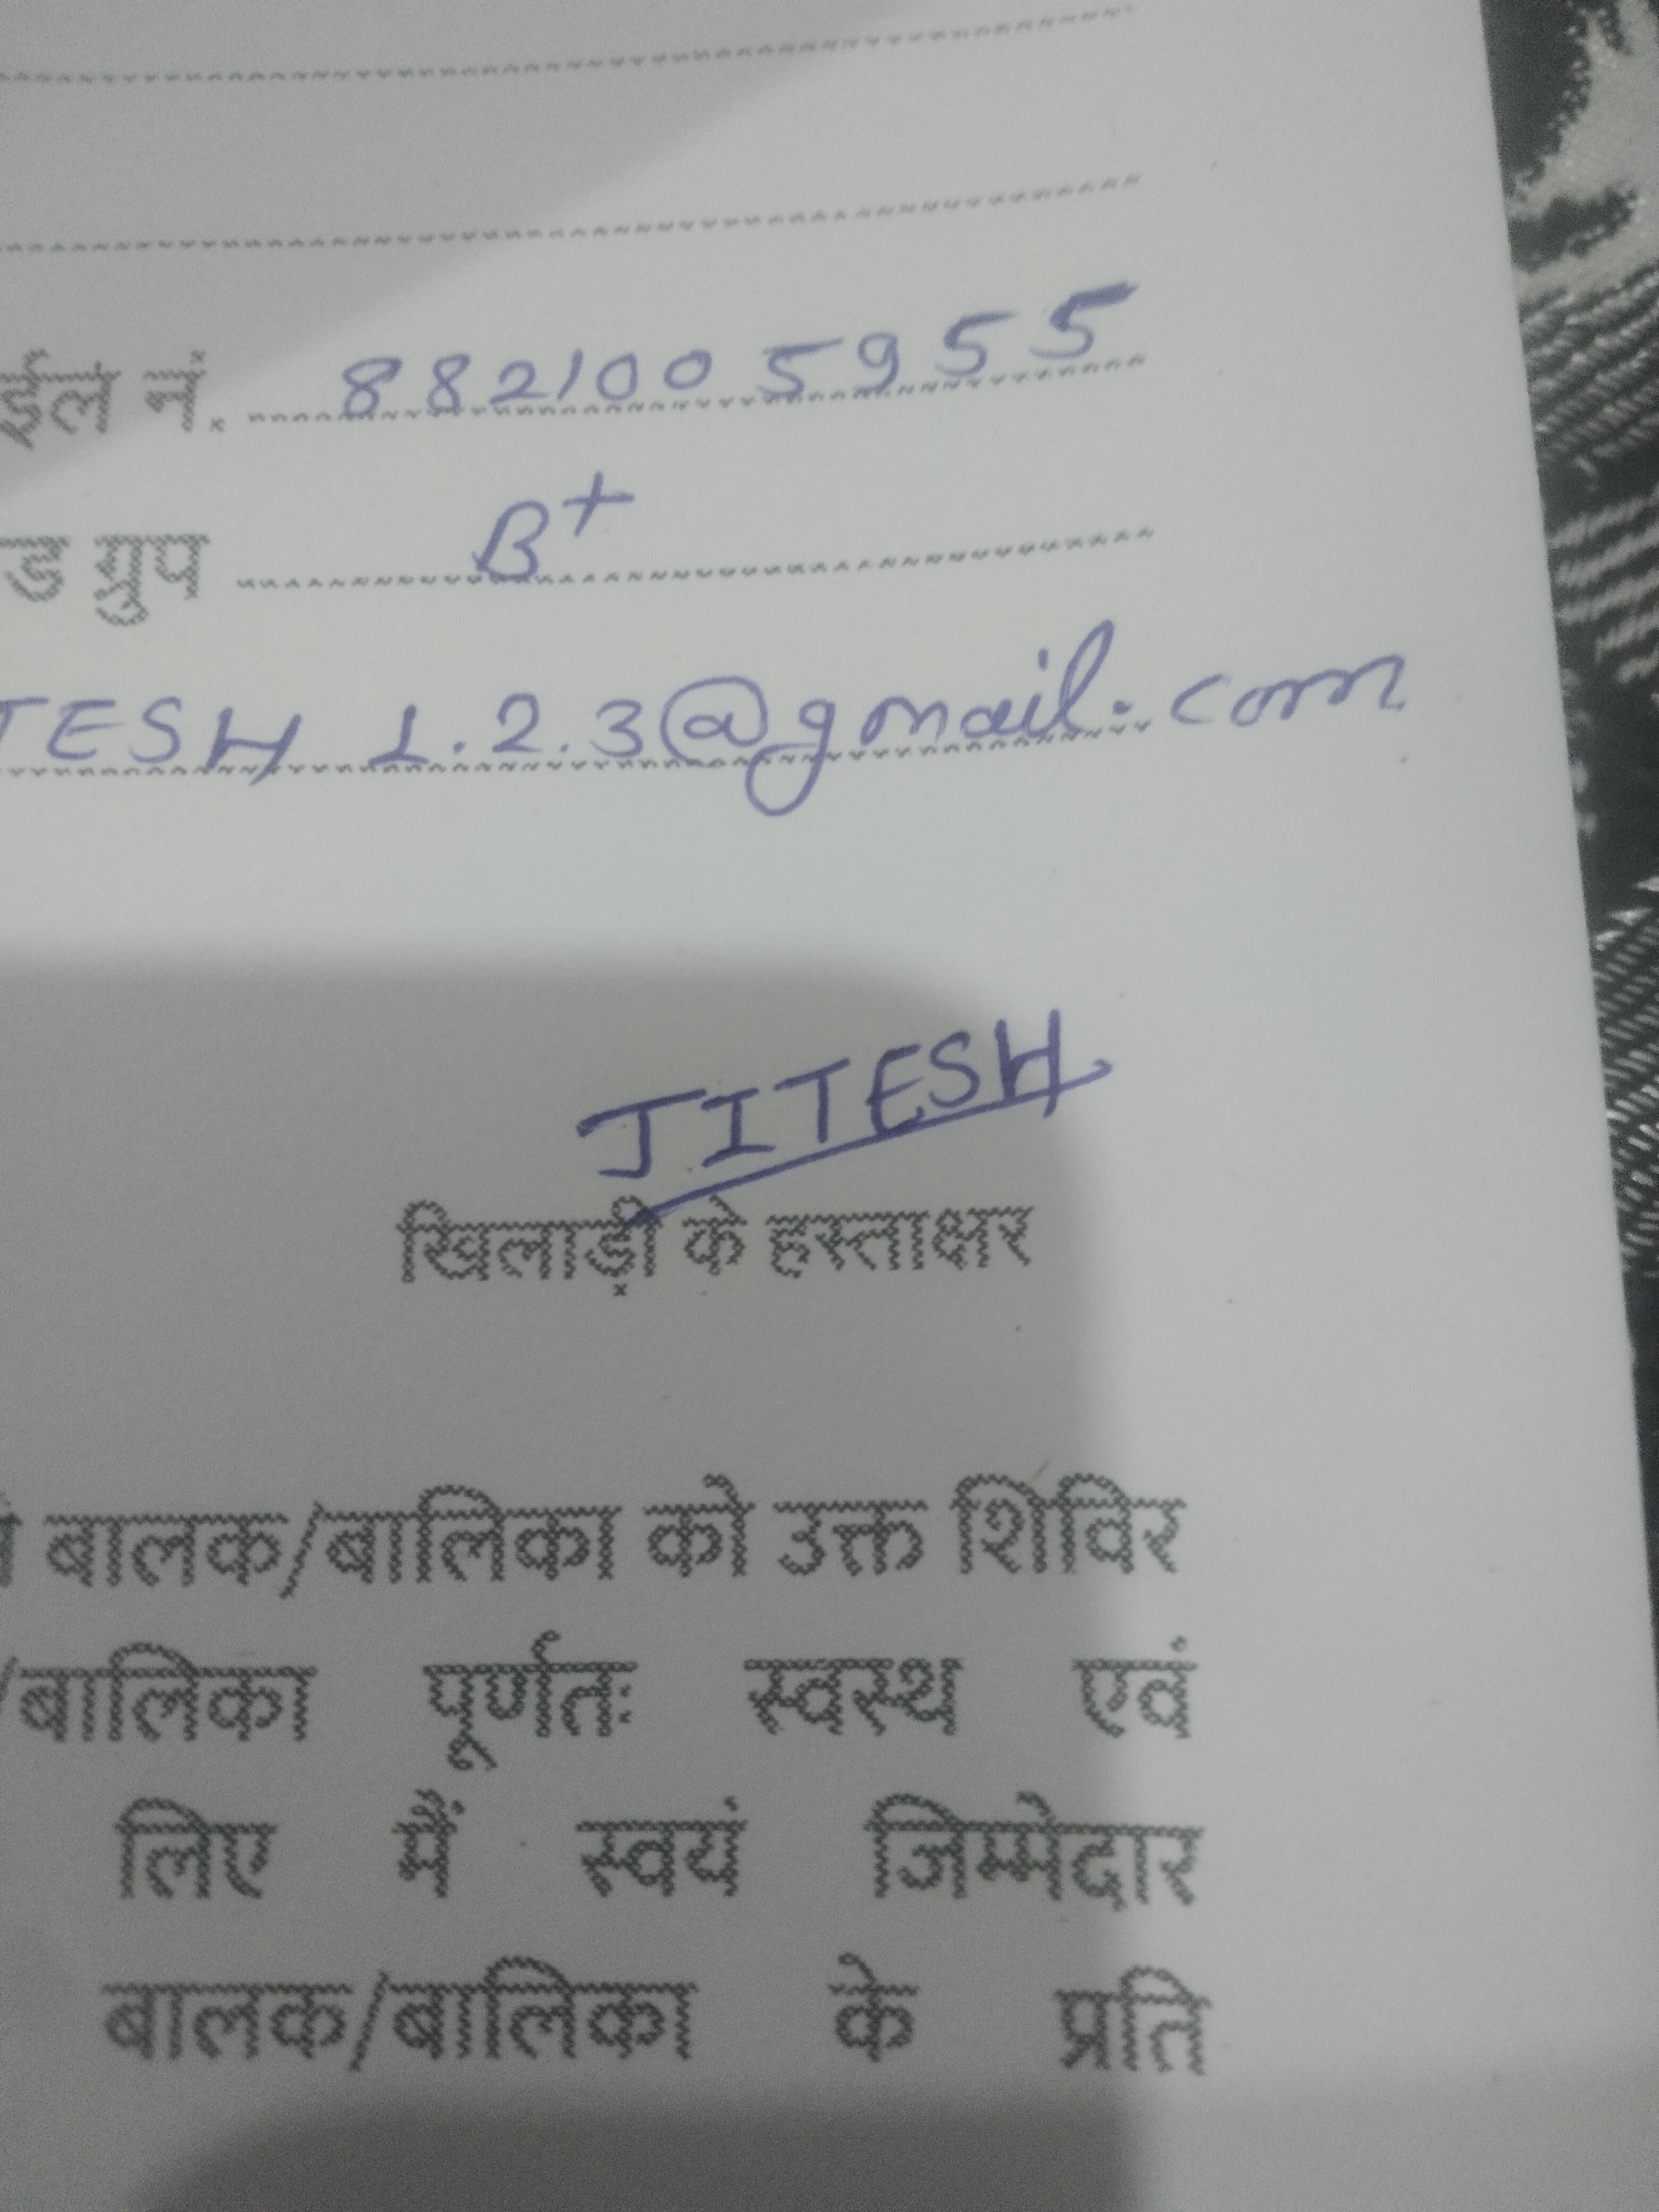 र्ईल नं. 8821005955
ड ग्रुप B+
TESH 1.2.3@gmail.com
JITESH
खिलाड़ी के हस्ताक्षर
बालक/बालिका को उक्त शिविर
/बालिका पूर्णतः स्वस्थ एवं
लिए मैं स्वयं जिम्मेदार
बालक/बालिका के प्रति